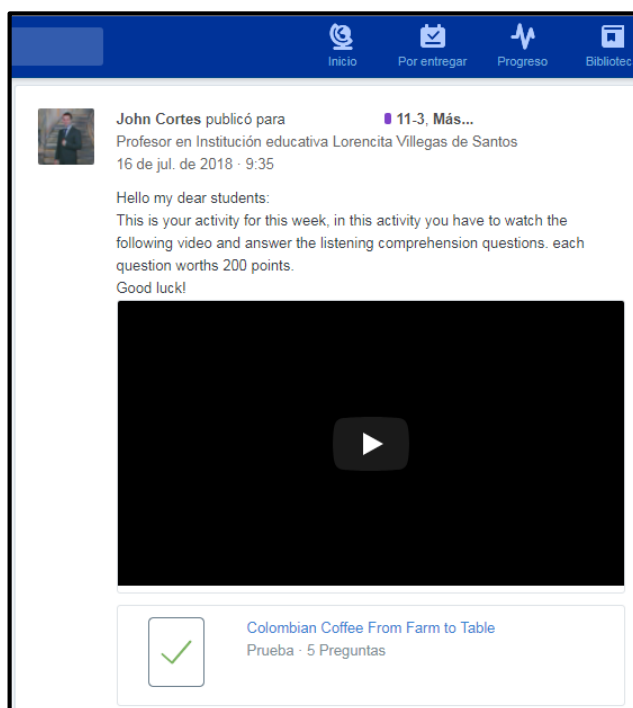 Inicio Por entregar Progreso Bibliotec
John Cortes publicó para 11-3, Más...
Profesor en Institución educativa Lorencita Villegas de Santos
16 de jul. de 2018 · 9:35
Hello my dear students:
This is your activity for this week, in this activity you have to watch the
following video and answer the listening comprehension questions. each
question worths 200 points.
Good luck!
Colombian Coffee From Farm to Table
Prueba · 5 Preguntas